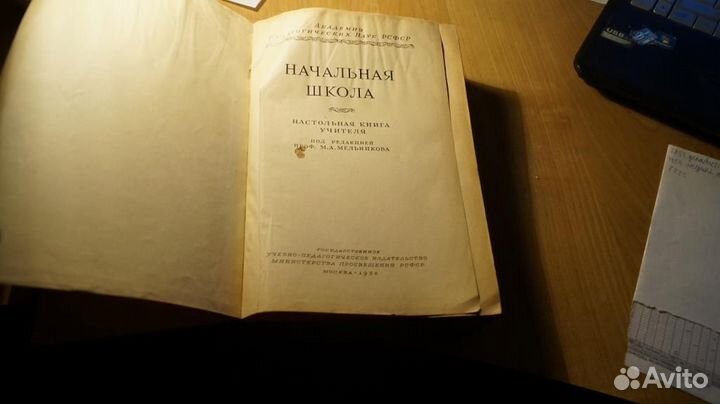 Академия
Педагогических Наук РСФСР
НАЧАЛЬНАЯ
ШКОЛА
НАСТОЛЬНАЯ КНИГА
УЧИТЕЛЯ
ПОД РЕДАКЦИЕЙ
ПРОФ. М.А.МЕЛЬНИКОВА
ГОСУДАРСТВЕННОЕ
УЧЕБНО-ПЕДАГОГИЧЕСКОЕ ИЗДАТЕЛЬСТВО
МИНИСТЕРСТВА ПРОСВЕЩЕНИЯ РСФСР
МОСКВА
USB
Avito